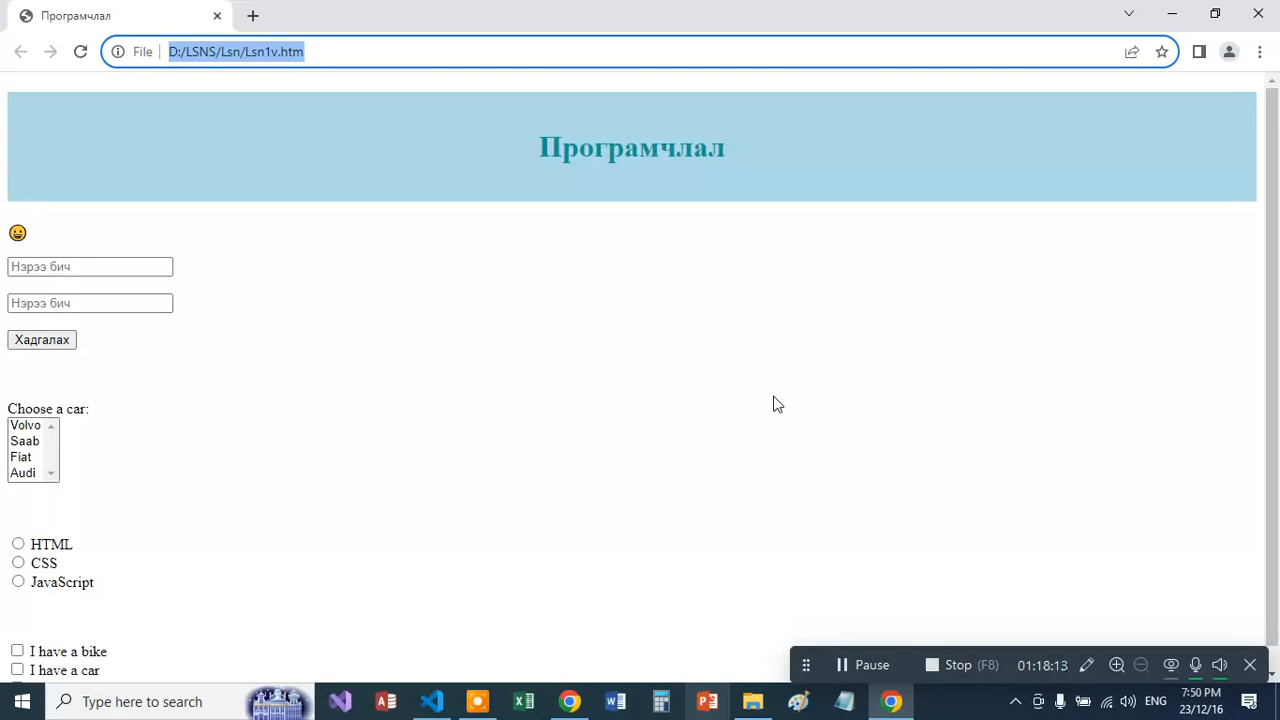 Програмчлал
File
D:/LSNS/Lsn/Lsn1v.htm
Програмчлал
Нэрээ бич
Нэрээ бич
Хадгалах
Choose a car:
Volvo
Saab
Fiat
Audi
HTML
CSS
JavaScript
I have a bike
I have a car
Pause
Stop (F8)
01:18:13
Type here to search
ENG
7:50 PM
23/12/16